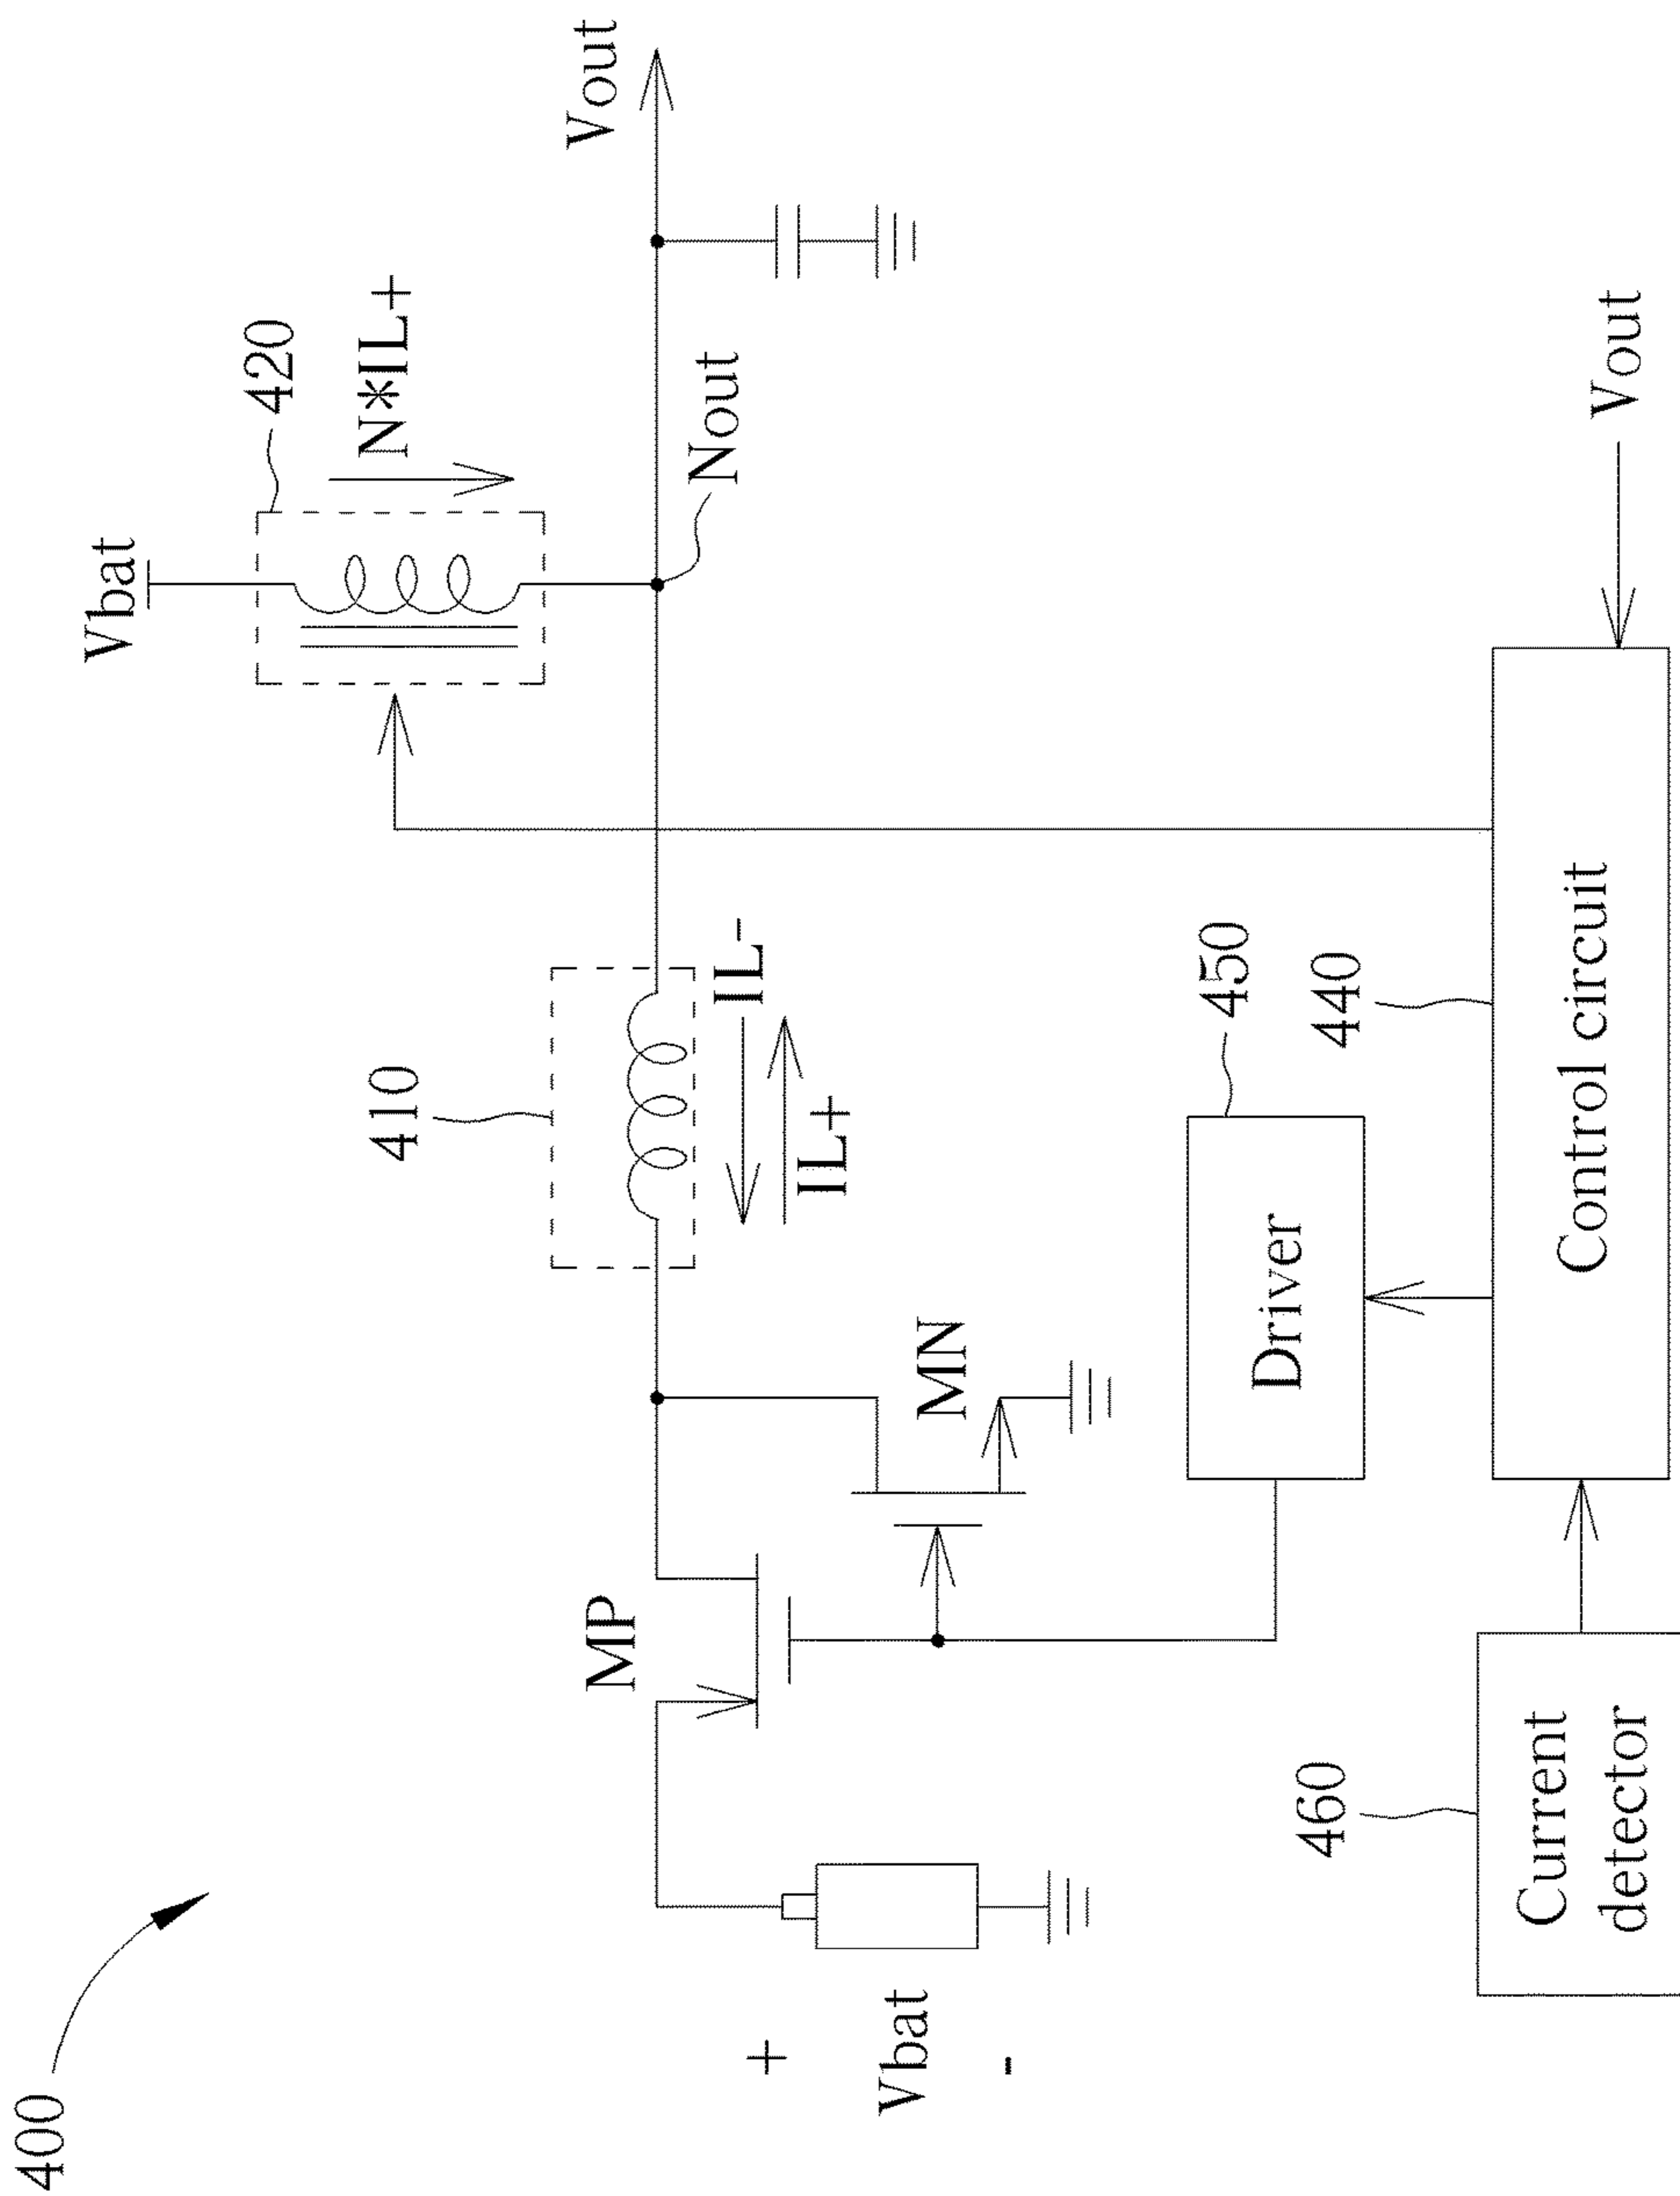 400
Vbat
420
N*IL+
410
Vout
MP
IL-
Nout
IL+
+
Vbat
-
MN
450
Driver
460
440
Current
detector
Control circuit
Vout